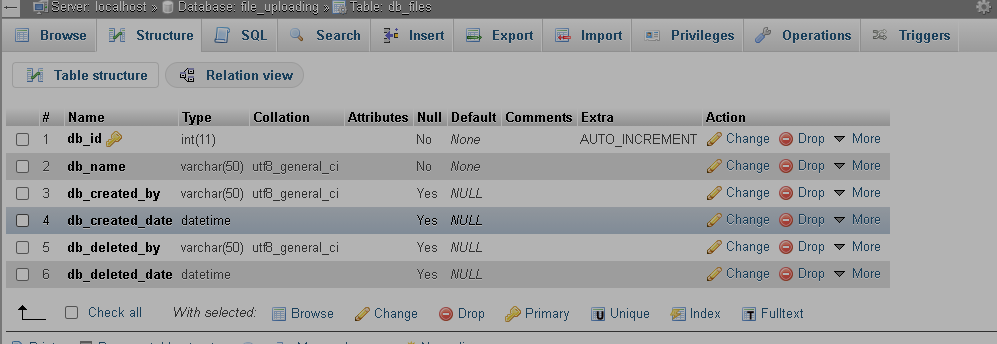 Server: localhost » Database: file_uploading » Table: db_files
Browse Structure SQL Search Insert Export Import Privileges Operations Triggers
Table structure Relation view
# Name Type Collation Attributes Null Default Comments Extra Action
1 db_id int(11) No None AUTO_INCREMENT Change Drop More
2 db_name varchar(50) utf8_general_ci No None Change Drop More
3 db_created_by varchar(50) utf8_general_ci Yes NULL Change Drop More
4 db_created_date datetime Yes NULL Change Drop More
5 db_deleted_by varchar(50) utf8_general_ci Yes NULL Change Drop More
6 db_deleted_date datetime Yes NULL Change Drop More
Check all With selected: Browse Change Drop Primary Unique Index Fulltext